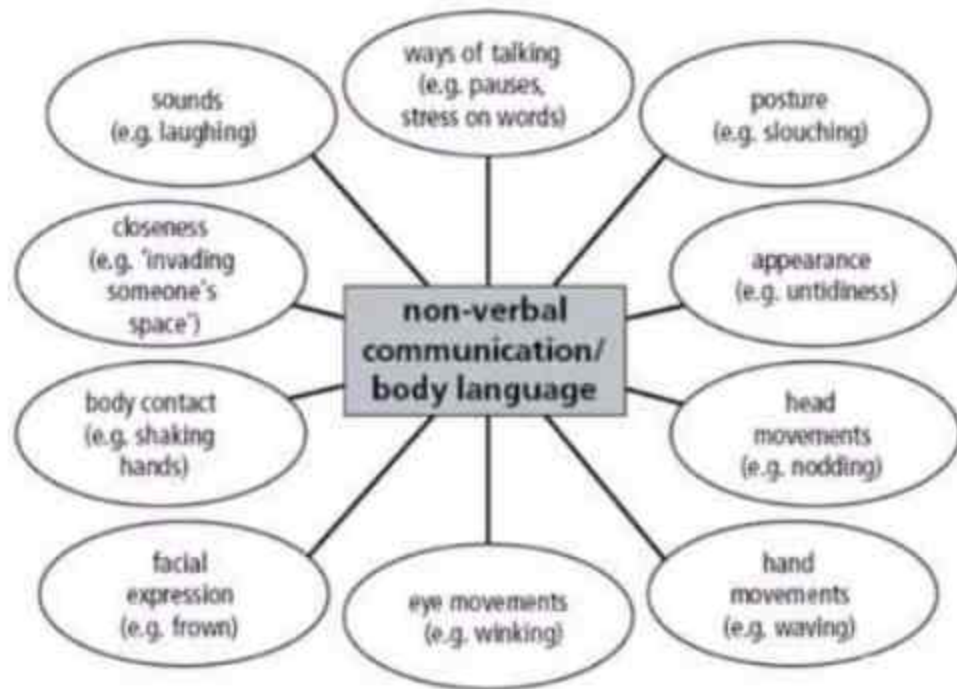 ways of talking
(e.g. pauses,
stress on words)
sounds
(e.g. laughing)
posture
(e.g. slouching)
closeness
(e.g. 'invading
someone's
space')
appearance
(e.g. untidiness)
non-verbal
communication/
body language
body contact
(e.g. shaking
hands)
head
movements
(e.g. nodding)
facial
expression
(e.g. frown)
eye movements
(e.g. winking)
hand
movements
(e.g. waving)